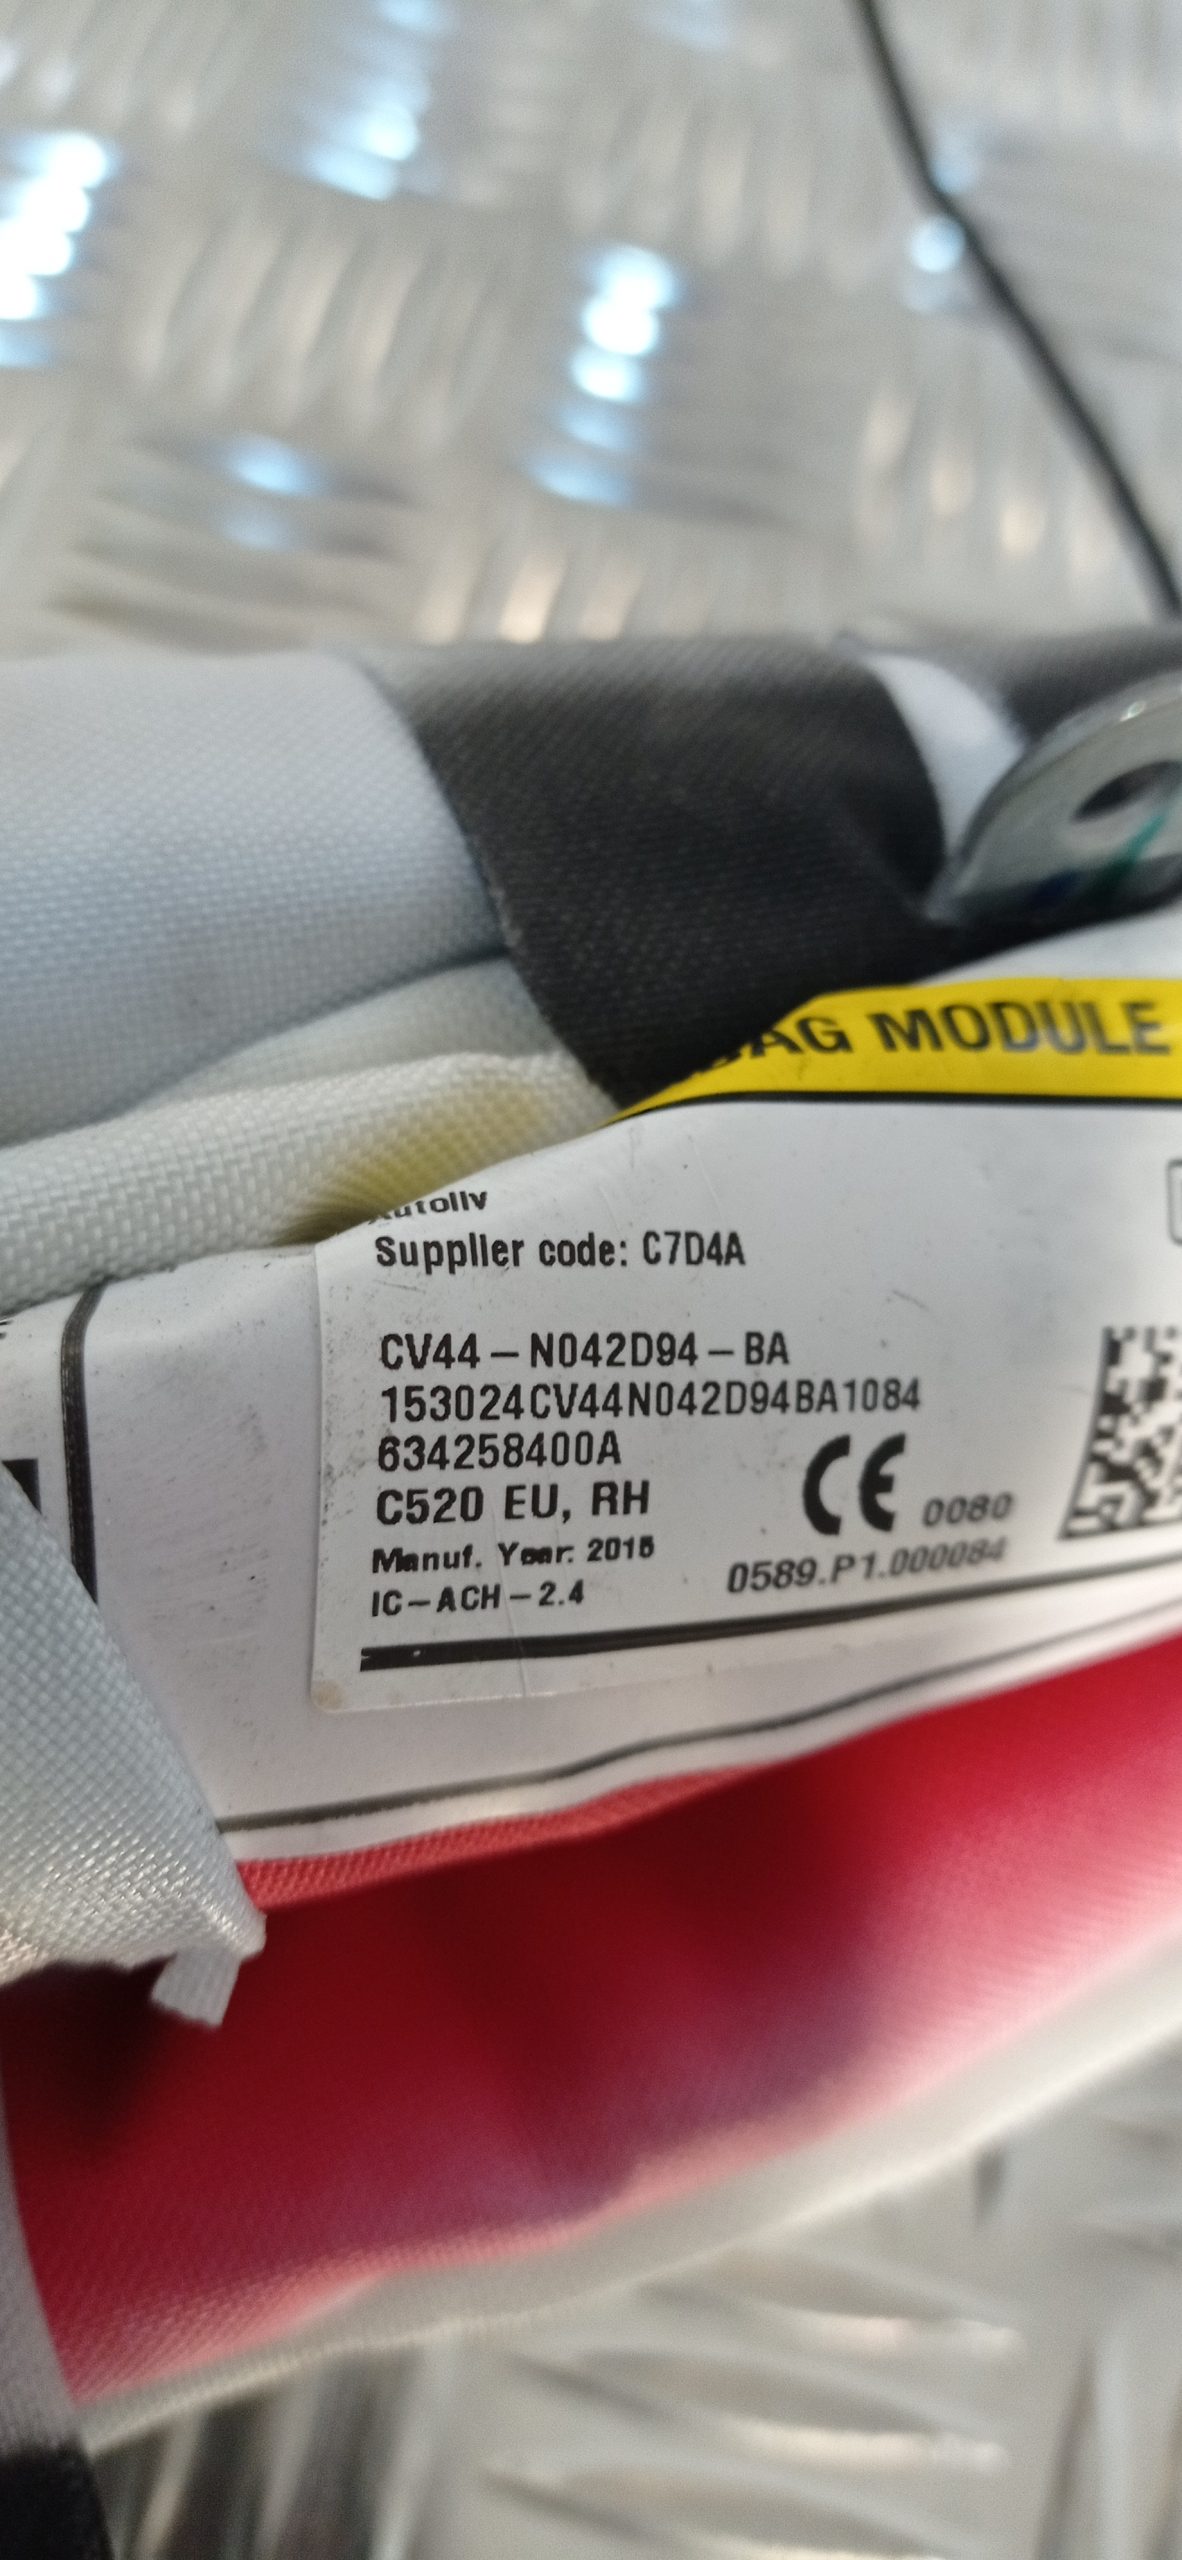 BAG MODULE
Autoliv
Supplier code: C7D4A
CV44-N042D94-BA
153024CV44N042D94BA1084
634258400A
C520 EU, RH
CE 0080
Manuf. Year: 2015
0589.P1.000084
IC-ACH-2.4